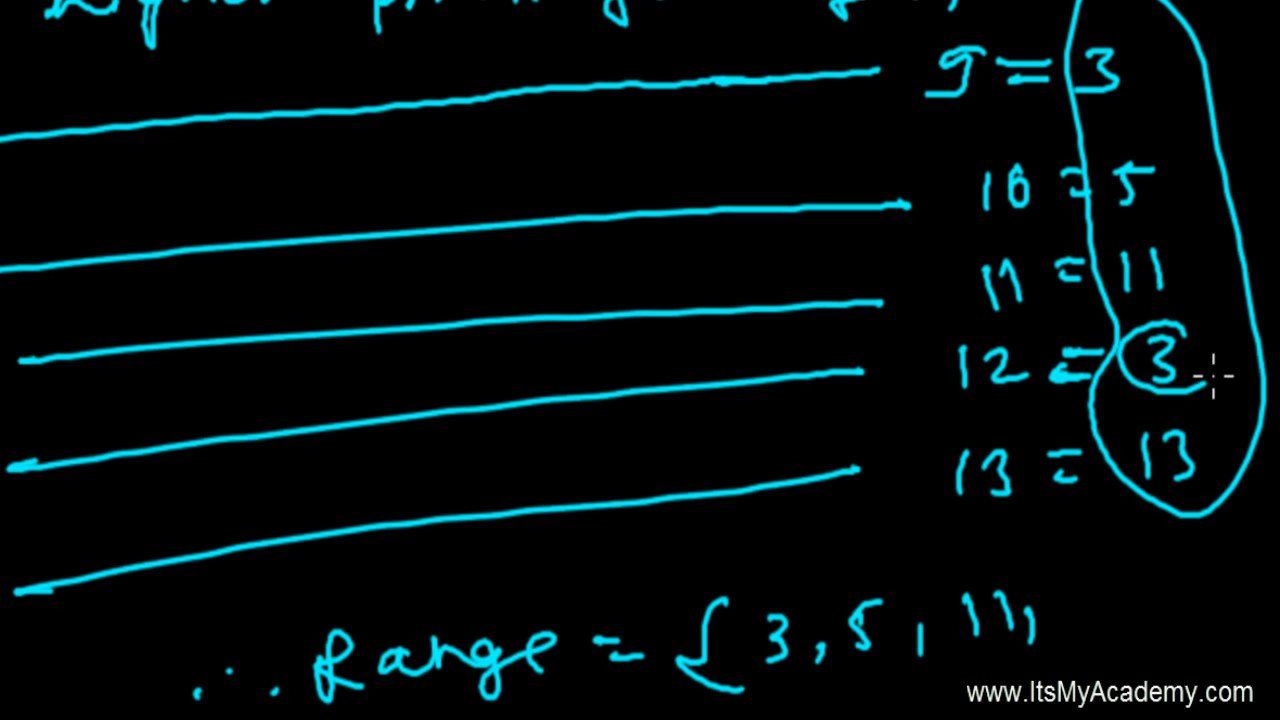 9 = 3
10 = 5
11 = 11
12 = 3
13 = 13
∴ Range = { 3, 5, 11,
www.ItsMyAcademy.com